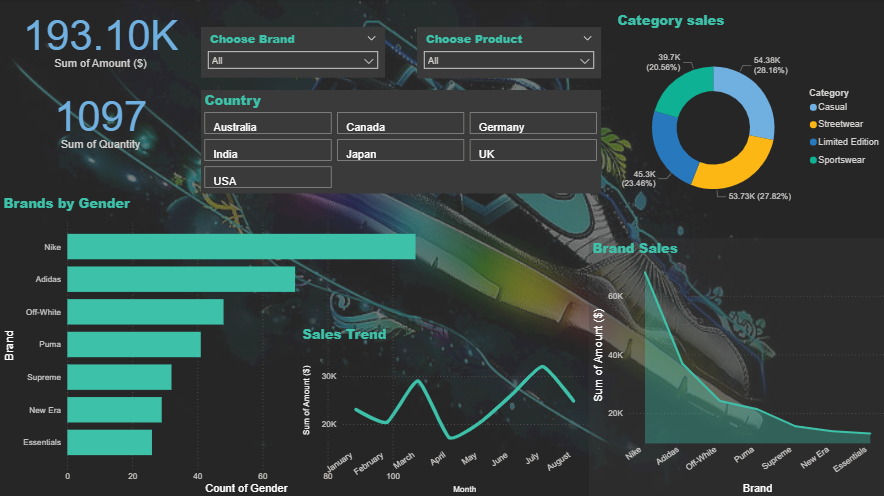 193.10K
Sum of Amount ($)
1097
Sum of Quantity
Choose Brand
All
Choose Product
All
Country
Australia
Canada
Germany
India
Japan
UK
USA
Category sales
39.7K
(20.56%)
54.38K
(28.16%)
45.3K
(23.46%)
53.73K (27.82%)
Category
Casual
Streetwear
Limited Edition
Sportswear
Brands by Gender
Brand
Nike
Adidas
Off-White
Puma
Supreme
New Era
Essentials
0
20
40
60
80
100
Count of Gender
Sales Trend
Sum of Amount ($)
30K
20K
January
February
March
April
May
June
July
August
Month
Brand Sales
Sum of Amount ($)
60K
40K
20K
Nike
Adidas
Off-White
Puma
Supreme
New Era
Essentials
Brand